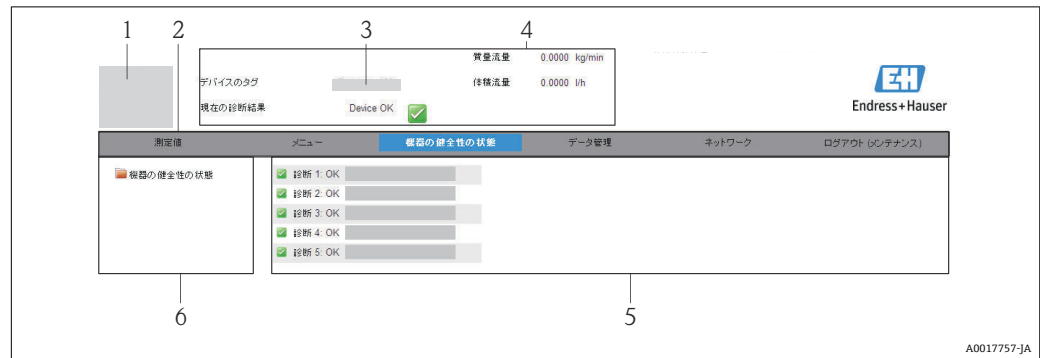 1
2
3
4
質量流量 0.0000 kg/min
デバイスのタグ
体積流量 0.0000 l/h
現在の診断結果 Device OK
EH
Endress+Hauser
測定値 メニュー 機器の健全性の状態 データ管理 ネットワーク ログアウト (メンテナンス)
機器の健全性の状態
診断 1: OK
診断 2: OK
診断 3: OK
診断 4: OK
診断 5: OK
6
5
A0017757-JA